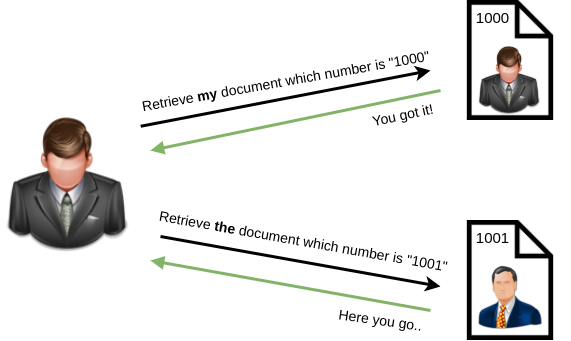 1000
Retrieve my document which number is "1000"
You got it!
Retrieve the document which number is "1001"
1001
Here you go..